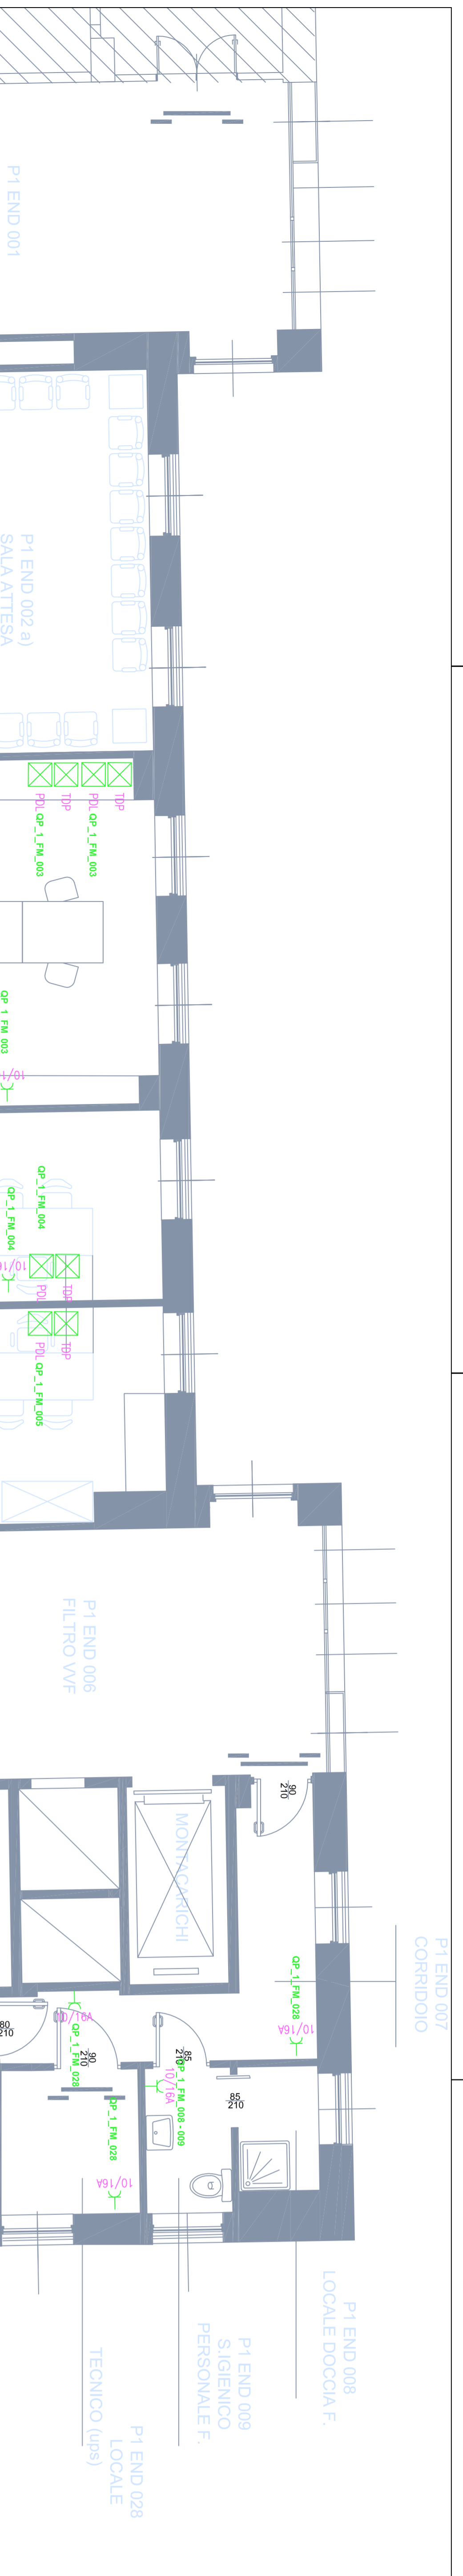 P1 END 001
P1 END 002 a)
SALA ATTESA
TDP
PDL
TDP
PDL
QP_1_FM_003
QP_1_FM_003
QP_1_FM_003
QP_1_FM_004
QP_1_FM_004
TDP
PDL
TDP
PDL
QP_1_FM_005
P1 END 006
FILTRO VVF
90
210
MONTACARICHI
P1 END 007
CORRIDOIO
QP_1_FM_028
10/16A
10/16A
QP_1_FM_028
80
210
90
210
85
210
QP_1_FM_008 - 009
10/16A
85
210
QP_1_FM_028
10/16A
P1 END 008
LOCALE DOCCIA F.
P1 END 009
S.IGIENICO
PERSONALE F.
P1 END 028
LOCALE
TECNICO (ups)